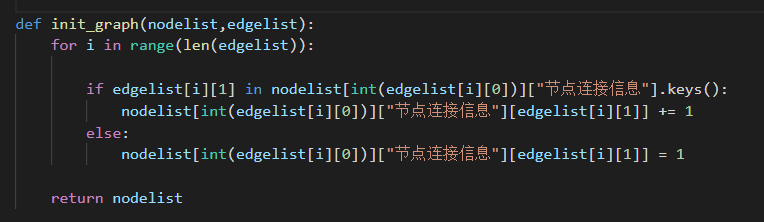 def init_graph(nodelist,edgelist):
for i in range(len(edgelist)):
if edgelist[i][1] in nodelist[int(edgelist[i][0])]["节点连接信息"].keys():
nodelist[int(edgelist[i][0])]["节点连接信息"][edgelist[i][1]] += 1
else:
nodelist[int(edgelist[i][0])]["节点连接信息"][edgelist[i][1]] = 1
return nodelist